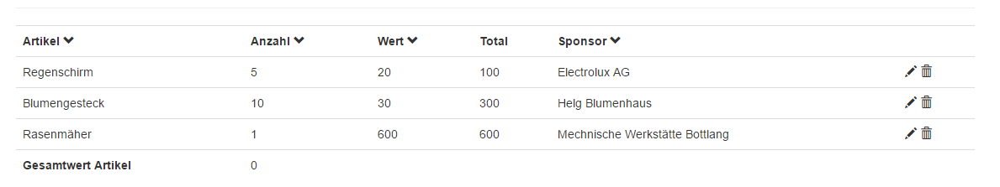 Artikel Anzahl Wert Total Sponsor
Regenschirm 5 20 100 Electrolux AG
Blumengesteck 10 30 300 Helg Blumenhaus
Rasenmäher 1 600 600 Mechnische Werkstätte Bottlang
Gesamtwert Artikel 0